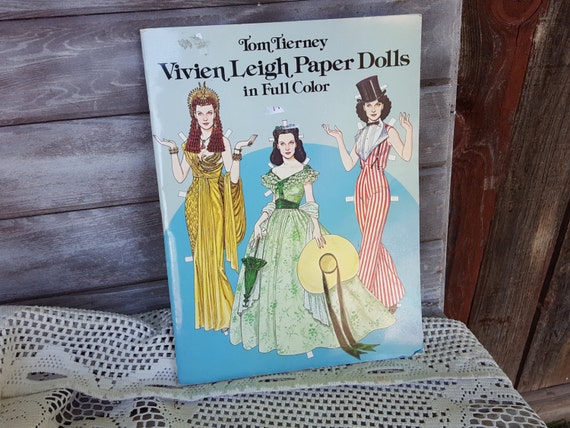 Tom Tierney
Vivien Leigh Paper Dolls
in Full Color